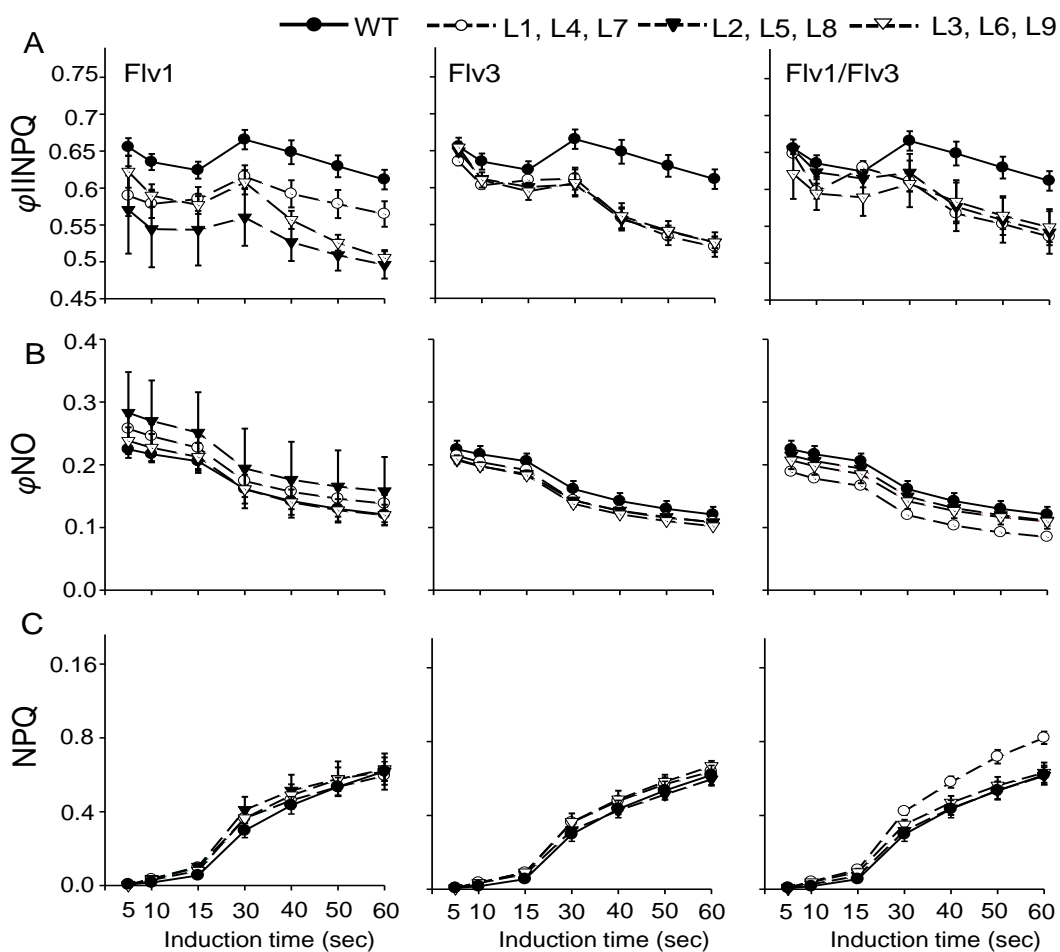 WT L1, L4, L7 L2, L5, L8 L3, L6, L9
A
Flv1 Flv3 Flv1/Flv3
φIINPQ
0.75
0.7
0.65
0.6
0.55
0.5
0.45
B
φNO
0.4
0.3
0.2
0.1
0.0
C
NPQ
0.16
0.8
0.4
0.0
5 10 15 30 40 50 60 5 10 15 30 40 50 60 5 10 15 30 40 50 60
Induction time (sec) Induction time (sec) Induction time (sec)